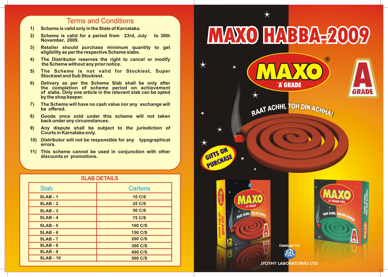 Terms and Conditions
1) Scheme is valid only in the State of Karnataka.
2) Scheme is valid for a period from 23rd, July to 30th
November, 2009.
3) Retailer should purchase minimum quantity to get
eligibility as per the respective Scheme slabs.
4) The Distributor reserves the right to cancel or modify
the Scheme without any prior notice.
5) The Scheme is not valid for Stockiest, Super
Stockiest and Sub Stockiest.
6) Delivery as per the Scheme Slab shall be only after
the completion of scheme period on achievement
of slabs. Only one article in the relevant slab can be opted
by the shop keeper.
7) The Scheme will have no cash value nor any exchange will
be offered.
8) Goods once sold under this scheme will not taken
back under any circumstances.
9) Any dispute shall be subject to the jurisdiction of
Courts in Karnataka only.
10) Distributor will not be responsible for any typographical
errors.
11) This scheme cannot be used in conjunction with other
discounts or promotions.
SLAB DETAILS
Slab Cartons
SLAB - 1 10 C/S
SLAB - 2 25 C/S
SLAB - 3 50 C/S
SLAB - 4 75 C/S
SLAB - 5 100 C/S
SLAB - 6 150 C/S
SLAB - 7 200 C/S
SLAB - 8 300 C/S
SLAB - 9 400 C/S
SLAB - 10 500 C/S
MAXO HABBA-2009
MAXO
A GRADE
A
GRADE
RAAT ACHHI, TOH DIN ACHHA!
GIFTS ON
PURCHASE
MAXO
A GRADE
MAXO
A
JYOTHY LABORATORIES LTD.